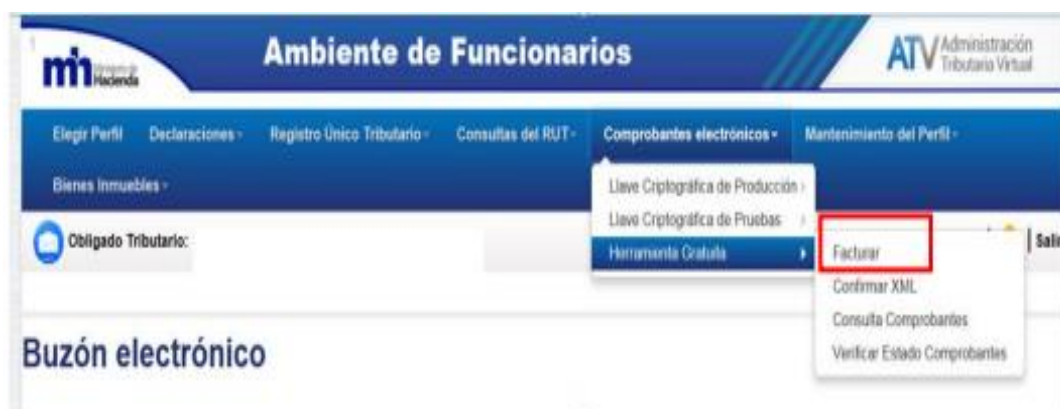 Ambiente de Funcionarios
mh Ministerio de Hacienda
ATV Administración Tributaria Virtual
Elegir Perfil Declaraciones Registro Único Tributario Consultas del RUT Comprobantes electrónicos Mantenimiento del Perfil
Bienes Inmuebles
Llave Criptográfica de Producción
Llave Criptográfica de Pruebas
Obligado Tributario:
Herramienta Gratuita
Facturar
Confirmar XML
Consulta Comprobantes
Verificar Estado Comprobantes
Buzón electrónico